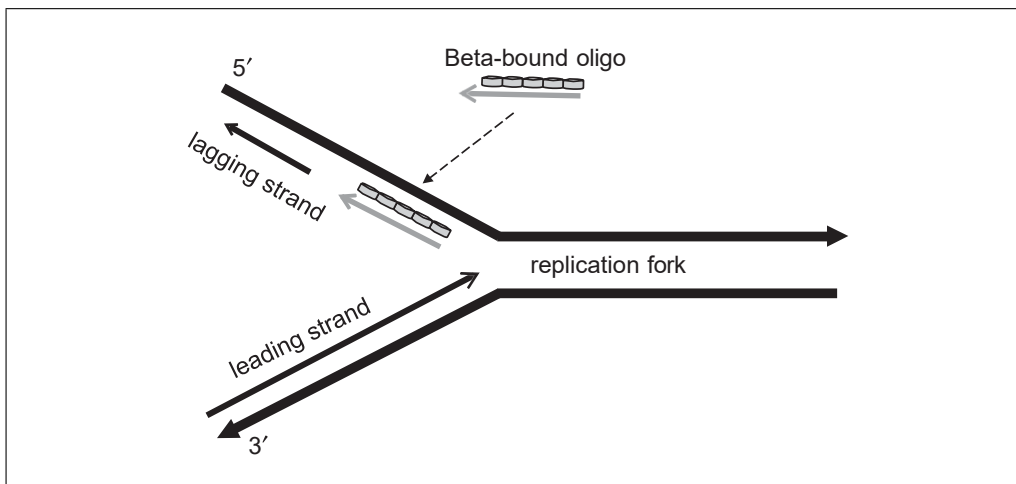 Beta-bound oligo
5′
lagging strand
replication fork
leading strand
3′